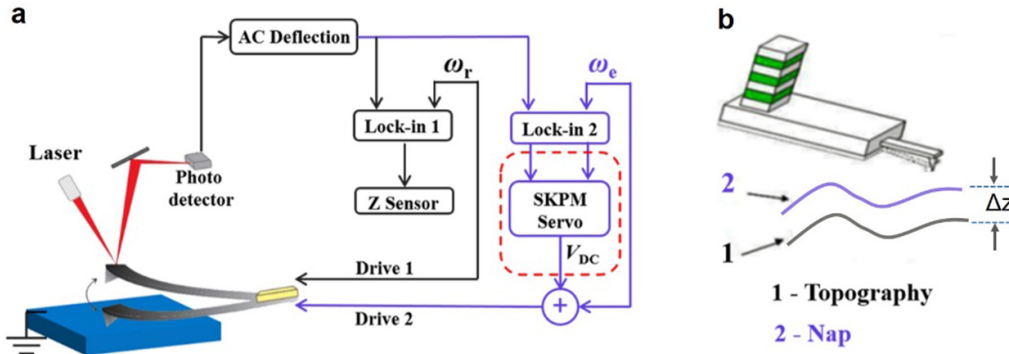 a
AC Deflection
ωr
ωe
Lock-in 1
Lock-in 2
Laser
Photo
detector
Z Sensor
SKPM
Servo
VDC
Drive 1
+
Drive 2
b
2
Δz
1
1 - Topography
2 - Nap